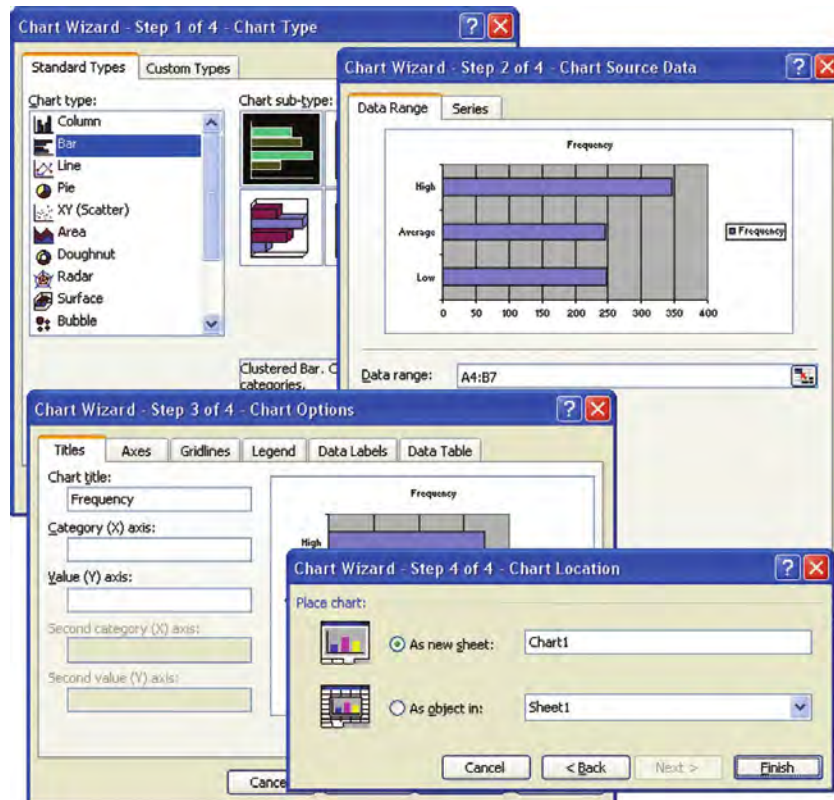 Chart Wizard - Step 1 of 4 - Chart Type
Standard Types Custom Types
Chart type:
Column
Bar
Line
Pie
XY (Scatter)
Area
Doughnut
Radar
Surface
Bubble
Chart sub-type:
Clustered Bar. C
categories.
Chart Wizard - Step 2 of 4 - Chart Source Data
Data Range Series
Frequency
High
Average
Low
0 50 100 150 200 250 300 350 400
Frequency
Data range: A4:B7
Chart Wizard - Step 3 of 4 - Chart Options
Titles Axes Gridlines Legend Data Labels Data Table
Chart title:
Frequency
Category (X) axis:
Value (Y) axis:
Second category (X) axis:
Second value (Y) axis:
Frequency
High
Cance
Chart Wizard - Step 4 of 4 - Chart Location
Place chart:
As new sheet: Chart1
As object in: Sheet1
Cancel < Back Next > Finish